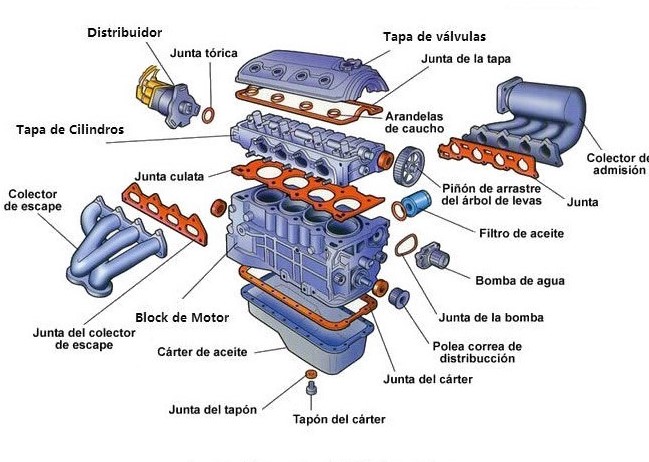 Distribuidor
Junta tórica
Tapa de válvulas
Junta de la tapa
Arandelas
de caucho
Tapa de Cilindros
Colector de
admisión
Junta culata
Piñón de arrastre
del árbol de levas
Junta
Colector
de escape
Filtro de aceite
Bomba de agua
Block de Motor
Junta de la bomba
Junta del colector
de escape
Cárter de aceite
Polea correa de
distribucción
Junta del cárter
Junta del tapón
Tapón del cárter